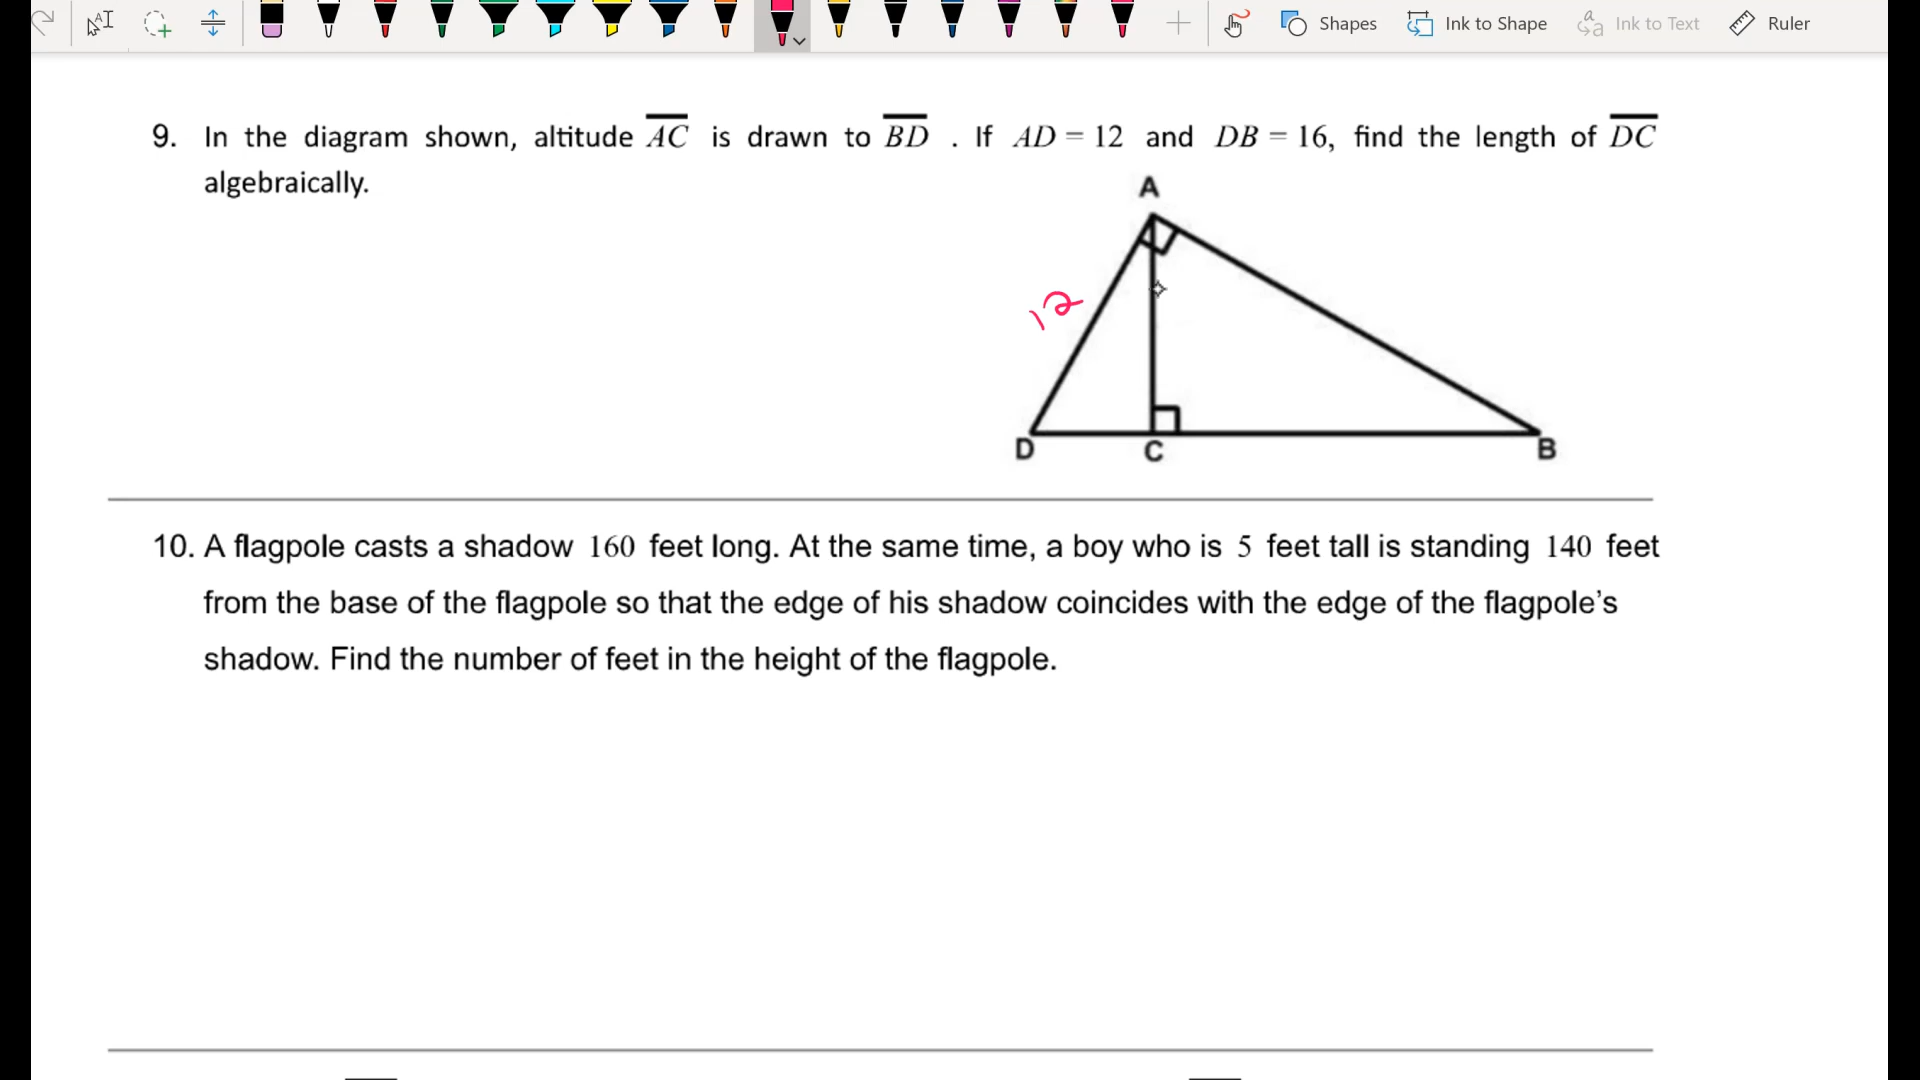 Shapes Ink to Shape Ink to Text Ruler
9. In the diagram shown, altitude AC is drawn to BD . If AD = 12 and DB = 16, find the length of DC
algebraically.
A
12
D C B
10. A flagpole casts a shadow 160 feet long. At the same time, a boy who is 5 feet tall is standing 140 feet
from the base of the flagpole so that the edge of his shadow coincides with the edge of the flagpole’s
shadow. Find the number of feet in the height of the flagpole.